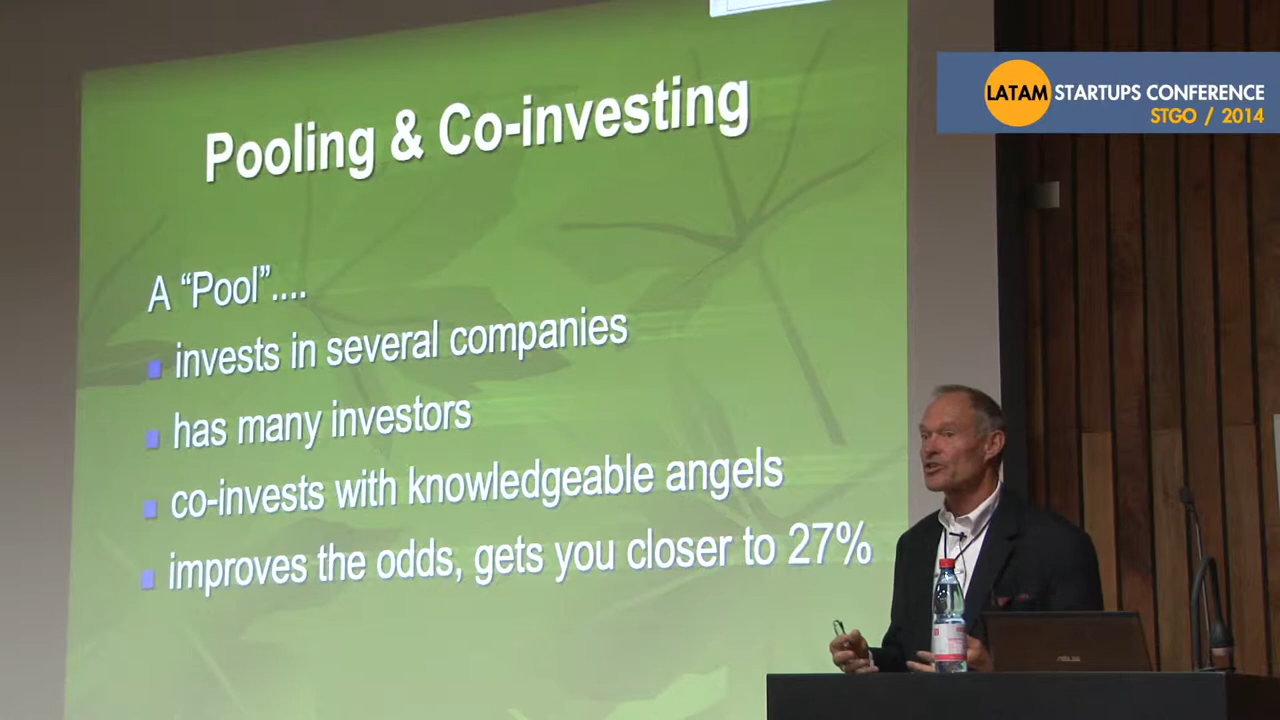 Pooling & Co-investing
A “Pool”....
invests in several companies
has many investors
co-invests with knowledgeable angels
improves the odds, gets you closer to 27%
LATAM STARTUPS CONFERENCE
STGO / 2014
ASUS